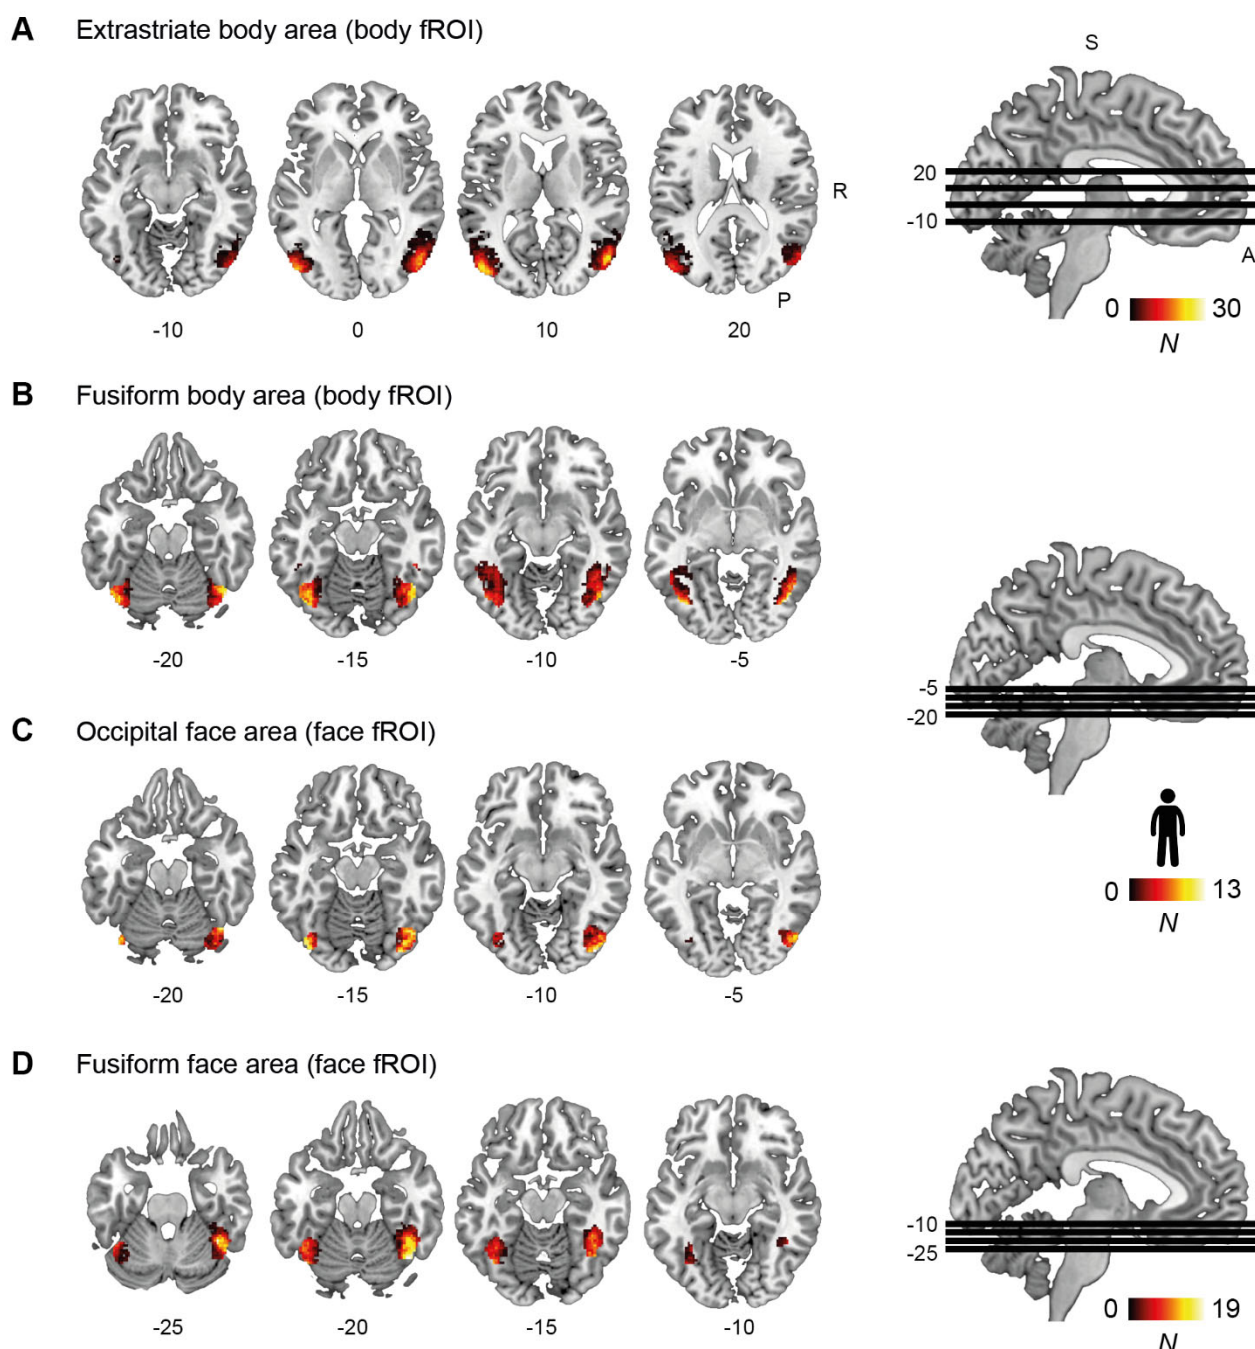 A Extrastriate body area (body fROI)
S
R
P
-10 0 10 20
20
-10
A
0 30
N
B Fusiform body area (body fROI)
-20 -15 -10 -5
-5
-20
C Occipital face area (face fROI)
0 13
N
-20 -15 -10 -5
D Fusiform face area (face fROI)
-25 -20 -15 -10
-10
-25
0 19
N